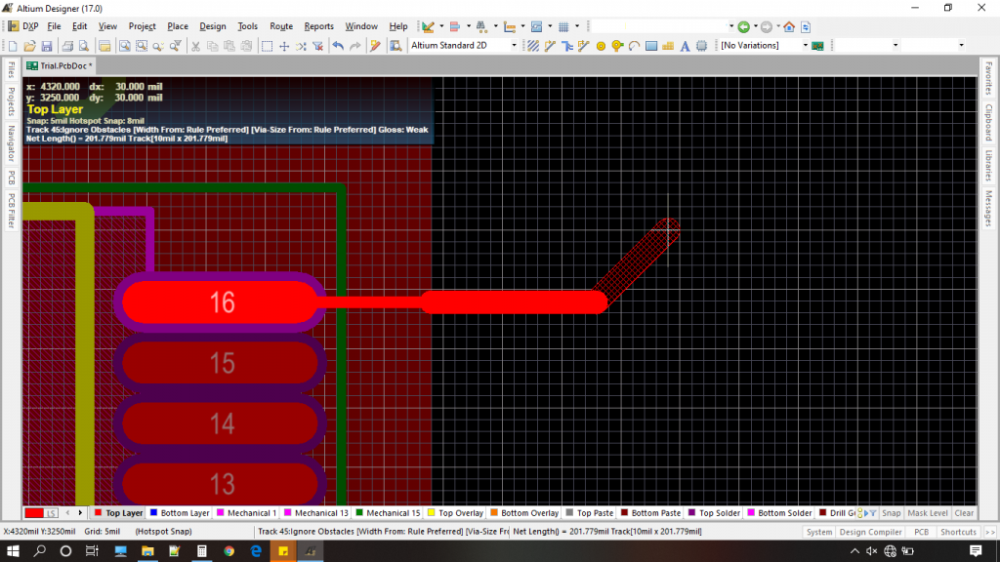 Altium Designer (17.0)
DXP File Edit View Project Place Design Tools Route Reports Window Help
Altium Standard 2D [No Variations]
Trial.PcbDoc *
Files
Projects
Navigator
PCB
PCB Filter
x: 4320.000 dx: 30.000 mil
y: 3250.000 dy: 30.000 mil
Top Layer
Snap: 5mil Hotspot Snap: 8mil
Track 45:Ignore Obstacles [Width From: Rule Preferred] [Via-Size From: Rule Preferred] Gloss: Weak
Net Length() = 201.779mil Track[10mil x 201.779mil]
16
15
14
13
Favorites
Clipboard
Libraries
Messages
LS Top Layer Bottom Layer Mechanical 1 Mechanical 13 Mechanical 15 Top Overlay Bottom Overlay Top Paste Bottom Paste Top Solder Bottom Solder Snap Mask Level Clear
X:4320mil Y:3250mil Grid: 5mil (Hotspot Snap) Track 45:Ignore Obstacles [Width From: Rule Preferred] [Via-Size Fr Net Length() = 201.779mil Track[10mil x 201.779mil] System Design Compiler PCB Shortcuts >>